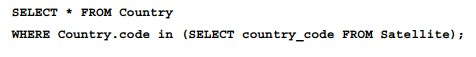 SELECT * FROM Country
WHERE Country.code in (SELECT country_code FROM Satellite);